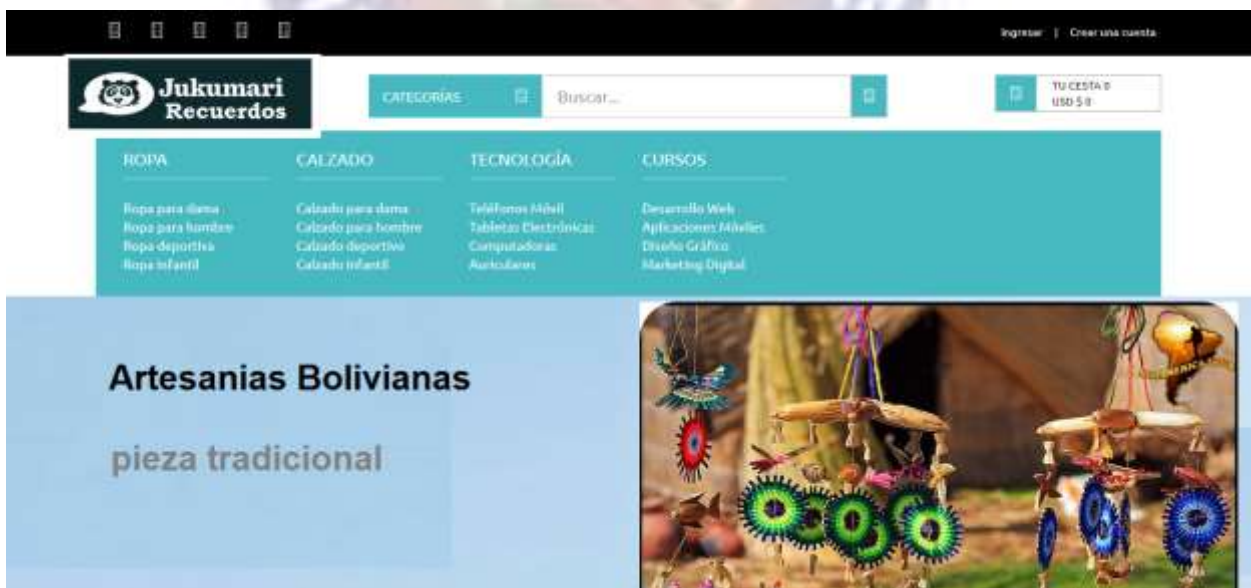 Ingresar | Crear una cuenta
Jukumari
Recuerdos
CATEGORÍAS
Buscar...
TU CESTA 0
USD $ 0
ROPA
Ropa para dama
Ropa para hombre
Ropa deportiva
Ropa infantil
CALZADO
Calzado para dama
Calzado para hombre
Calzado deportivo
Calzado infantil
TECNOLOGÍA
Teléfonos Móvil
Tabletas Electrónicas
Computadoras
Auriculares
CURSOS
Desarrollo Web
Aplicaciones Móviles
Diseño Gráfico
Marketing Digital
Artesanias Bolivianas
pieza tradicional